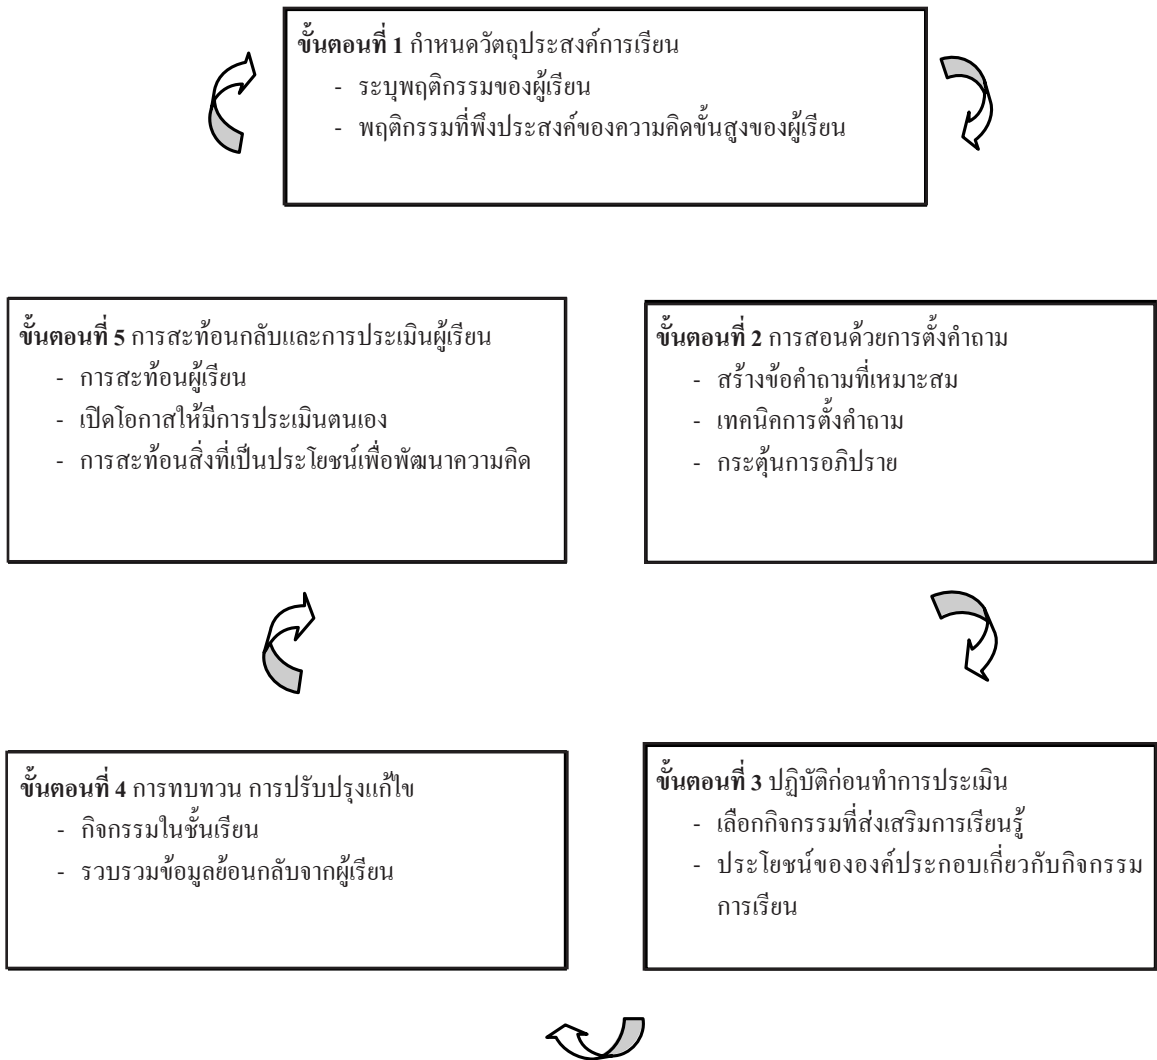 ขั้นตอนที่ 1 กำหนดวัตถุประสงค์การเรียน
- ระบุพฤติกรรมของผู้เรียน
- พฤติกรรมที่พึงประสงค์ของความคิดขั้นสูงของผู้เรียน
ขั้นตอนที่ 2 การสอนด้วยการตั้งคำถาม
- สร้างข้อคำถามที่เหมาะสม
- เทคนิคการตั้งคำถาม
- กระตุ้นการอภิปราย
ขั้นตอนที่ 3 ปฏิบัติก่อนทำการประเมิน
- เลือกกิจกรรมที่ส่งเสริมการเรียนรู้
- ประโยชน์ขององค์ประกอบเกี่ยวกับกิจกรรม
การเรียน
ขั้นตอนที่ 4 การทบทวน การปรับปรุงแก้ไข
- กิจกรรมในชั้นเรียน
- รวบรวมข้อมูลย้อนกลับจากผู้เรียน
ขั้นตอนที่ 5 การสะท้อนกลับและการประเมินผู้เรียน
- การสะท้อนผู้เรียน
- เปิดโอกาสให้มีการประเมินตนเอง
- การสะท้อนสิ่งที่เป็นประโยชน์เพื่อพัฒนาความคิด